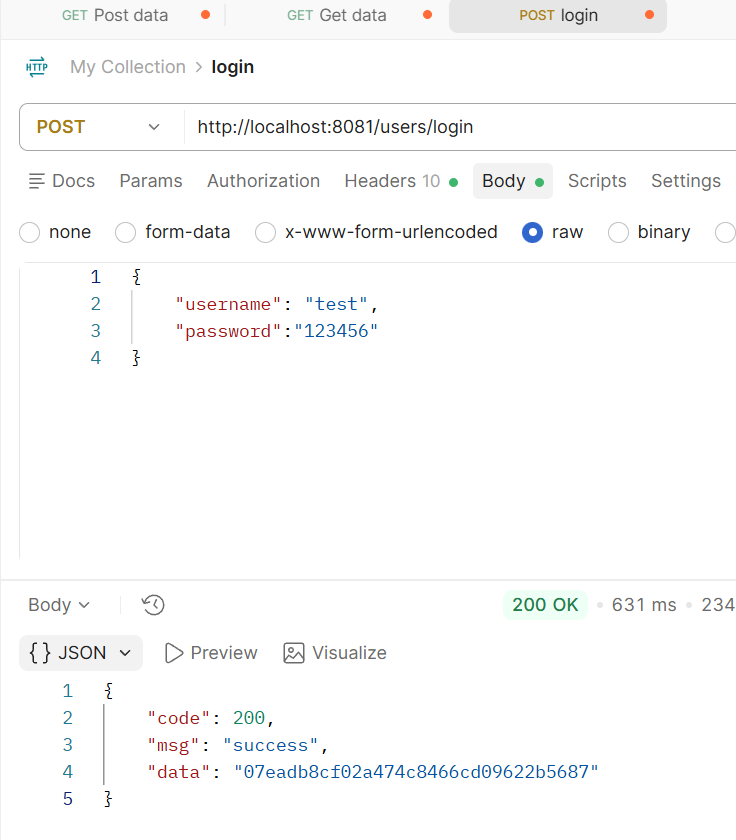 GET Post data GET Get data POST login
HTTP My Collection > login
POST http://localhost:8081/users/login
Docs Params Authorization Headers 10 Body Scripts Settings
none form-data x-www-form-urlencoded raw binary
1 {
2 "username": "test",
3 "password":"123456"
4 }
Body 200 OK • 631 ms • 234
{} JSON Preview Visualize
1 {
2 "code": 200,
3 "msg": "success",
4 "data": "07eadb8cf02a474c8466cd09622b5687"
5 }